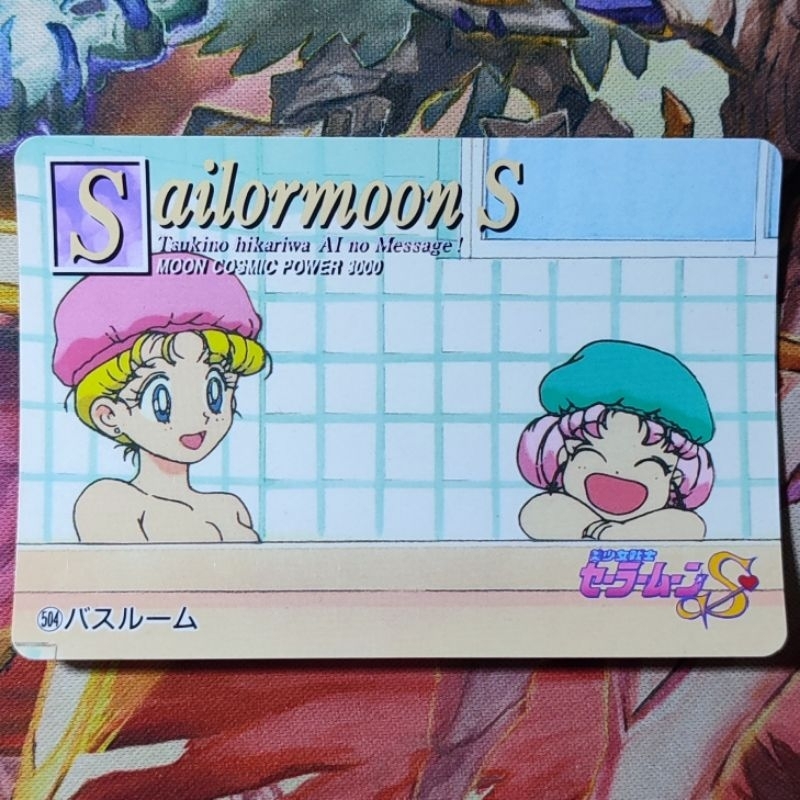 Sailormoon S
Tsukino hikariwa AI no Message!
MOON COSMIC POWER 3000
美少女戦士
セーラームーンS
504 バスルーム